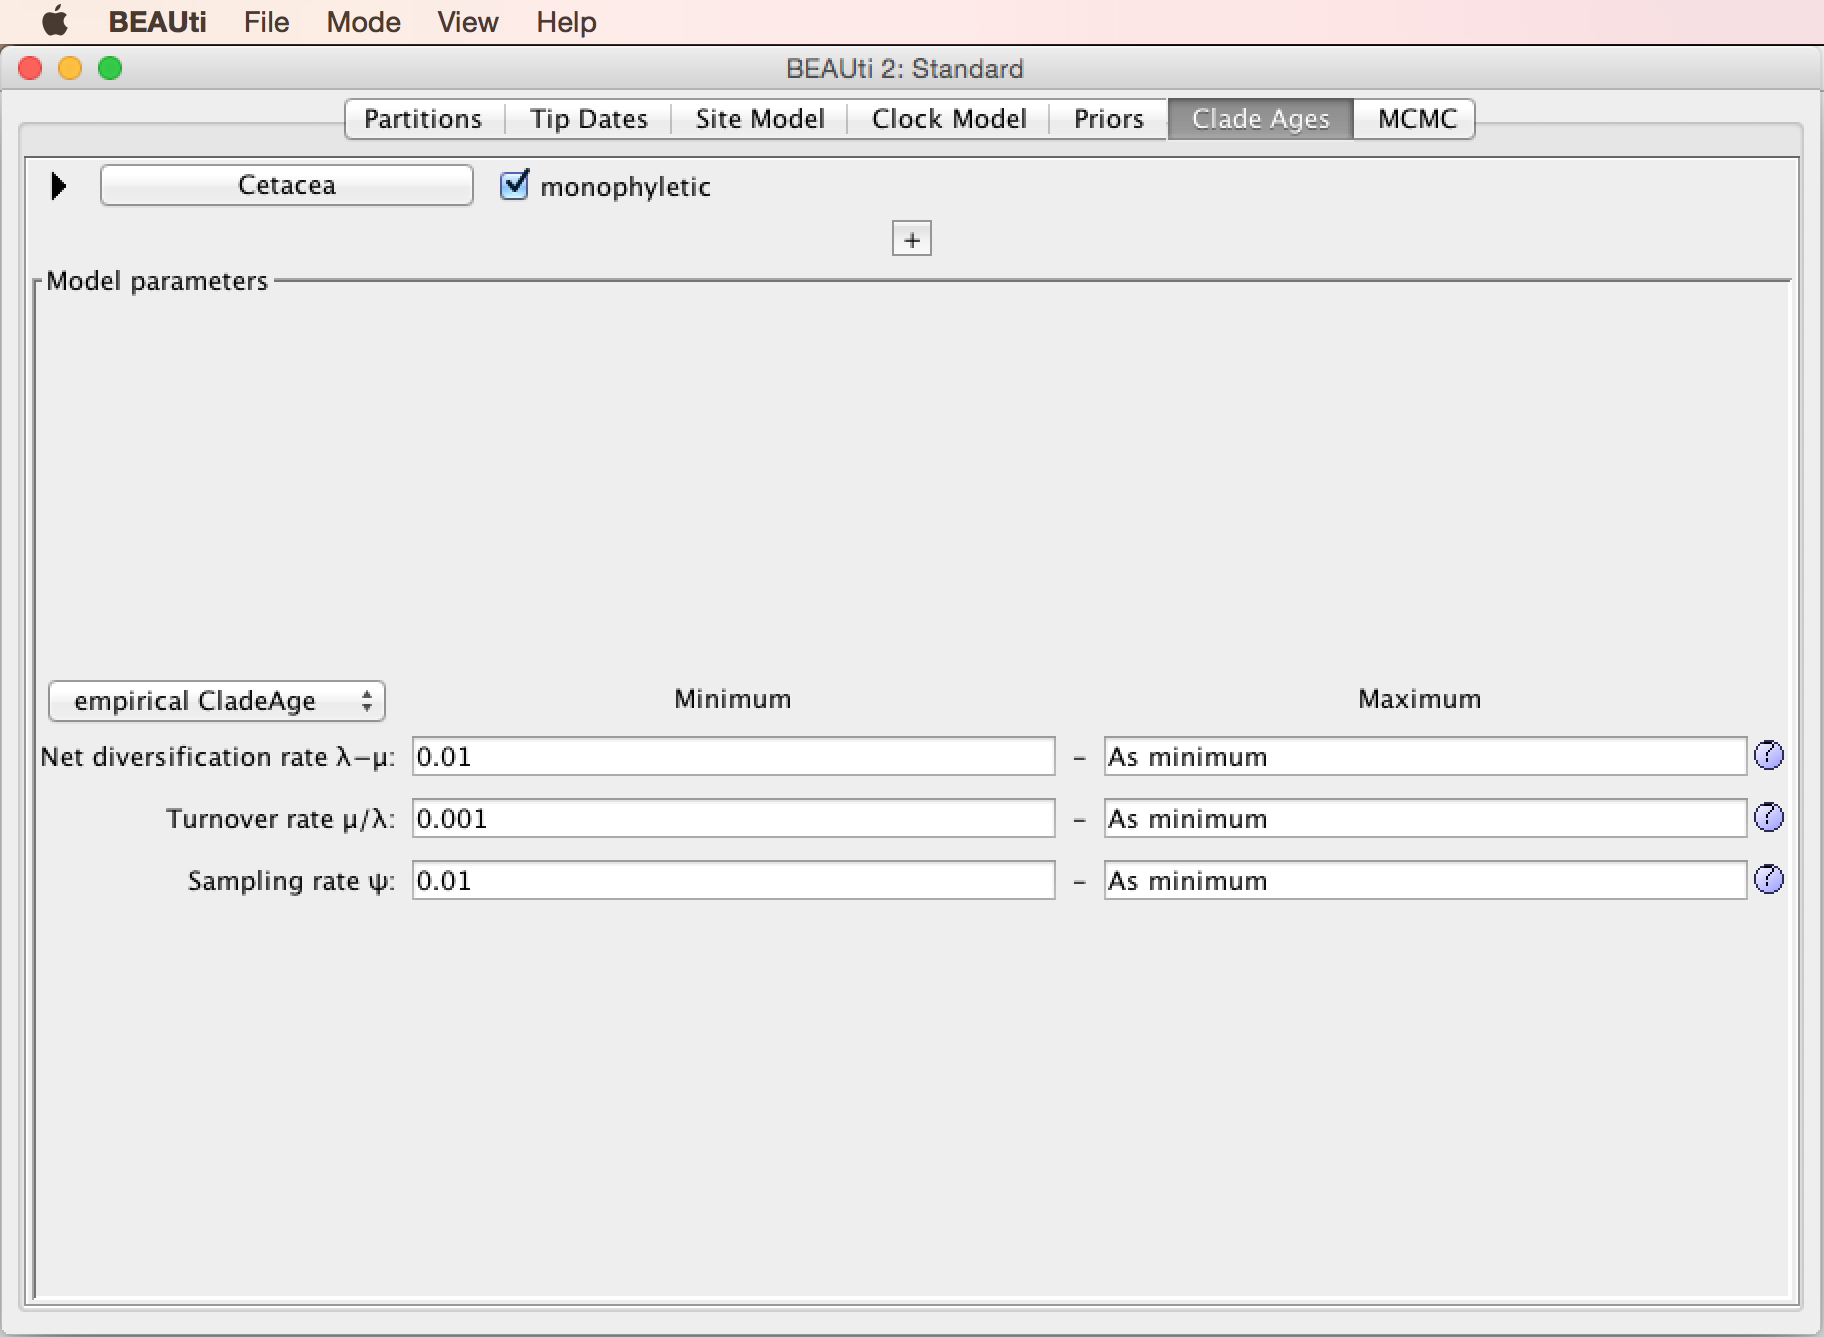 BEAUti File Mode View Help
BEAUti 2: Standard
Partitions Tip Dates Site Model Clock Model Priors Clade Ages MCMC
Cetacea monophyletic
+
Model parameters
empirical CladeAge Minimum Maximum
Net diversification rate λ−μ: 0.01 – As minimum ?
Turnover rate μ/λ: 0.001 – As minimum ?
Sampling rate ψ: 0.01 – As minimum ?